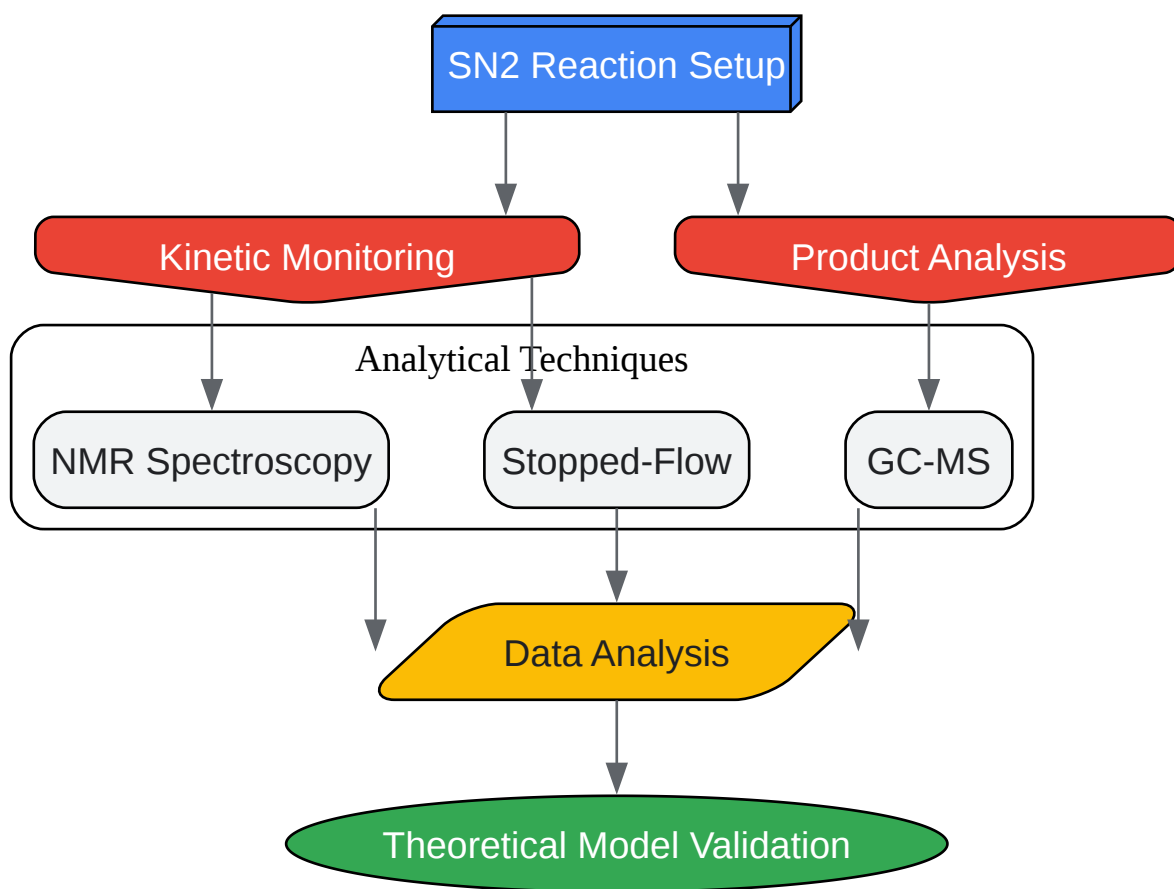 SN2 Reaction Setup
Kinetic Monitoring
Product Analysis
Analytical Techniques
NMR Spectroscopy
Stopped-Flow
GC-MS
Data Analysis
Theoretical Model Validation